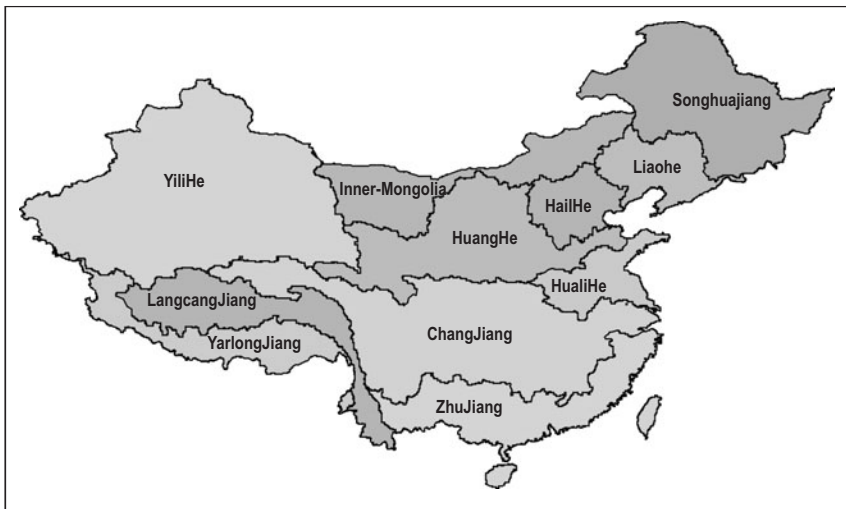 Songhuajiang
Liaohe
YiliHe
Inner-Mongolia
HailHe
HuangHe
HualiHe
LangcangJiang
ChangJiang
YarlongJiang
ZhuJiang